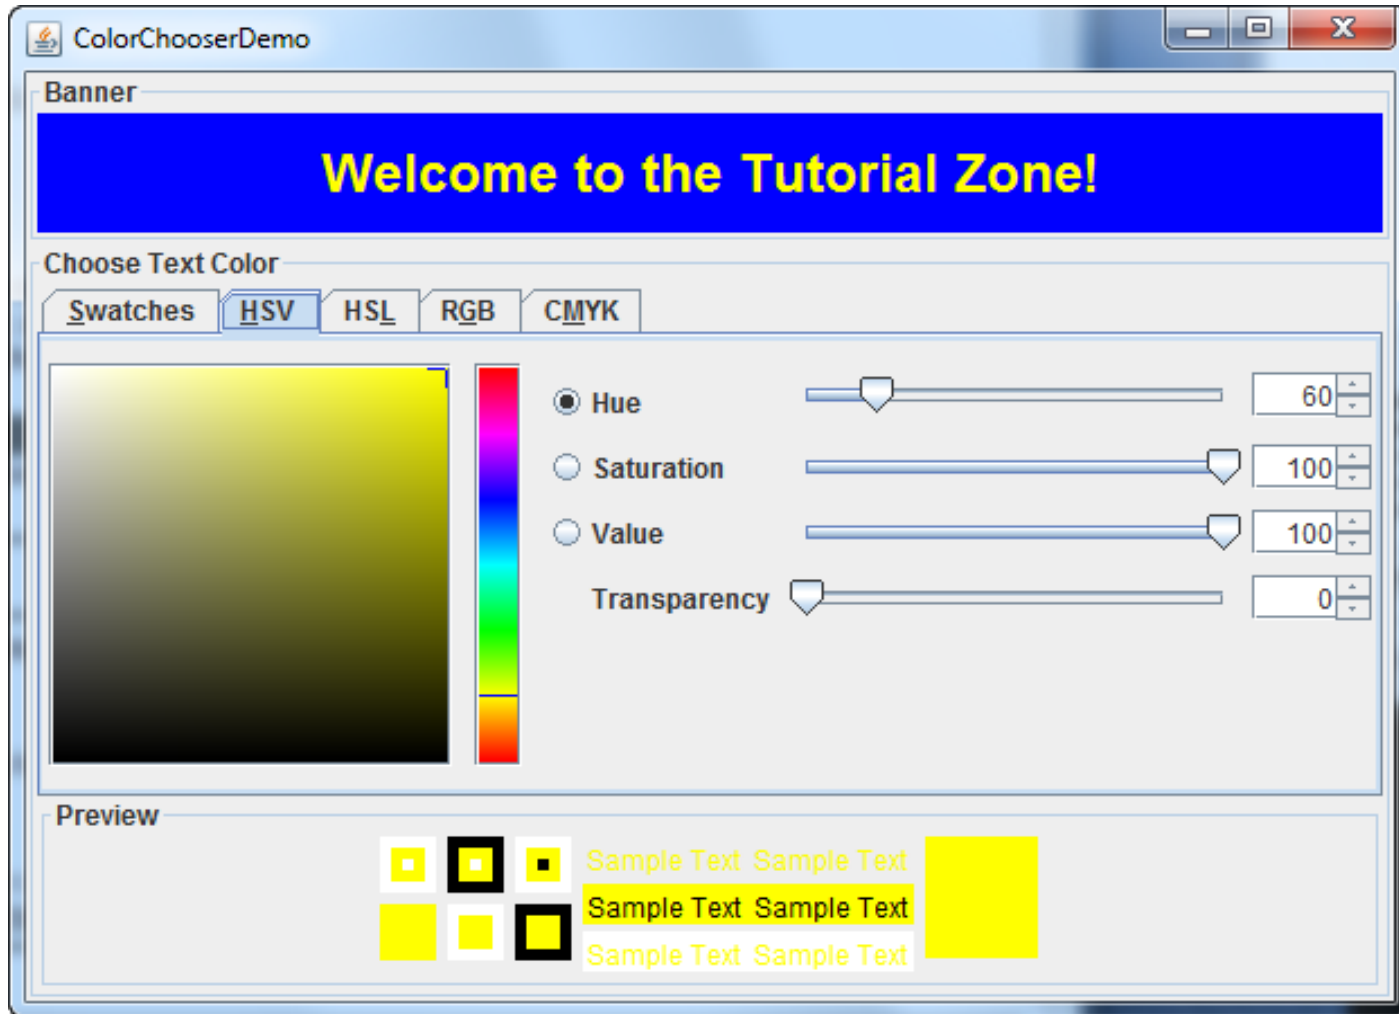 ColorChooserDemo
Banner
Welcome to the Tutorial Zone!
Choose Text Color
Swatches HSV HSL RGB CMYK
Hue 60
Saturation 100
Value 100
Transparency 0
Preview
Sample Text Sample Text
Sample Text Sample Text
Sample Text Sample Text